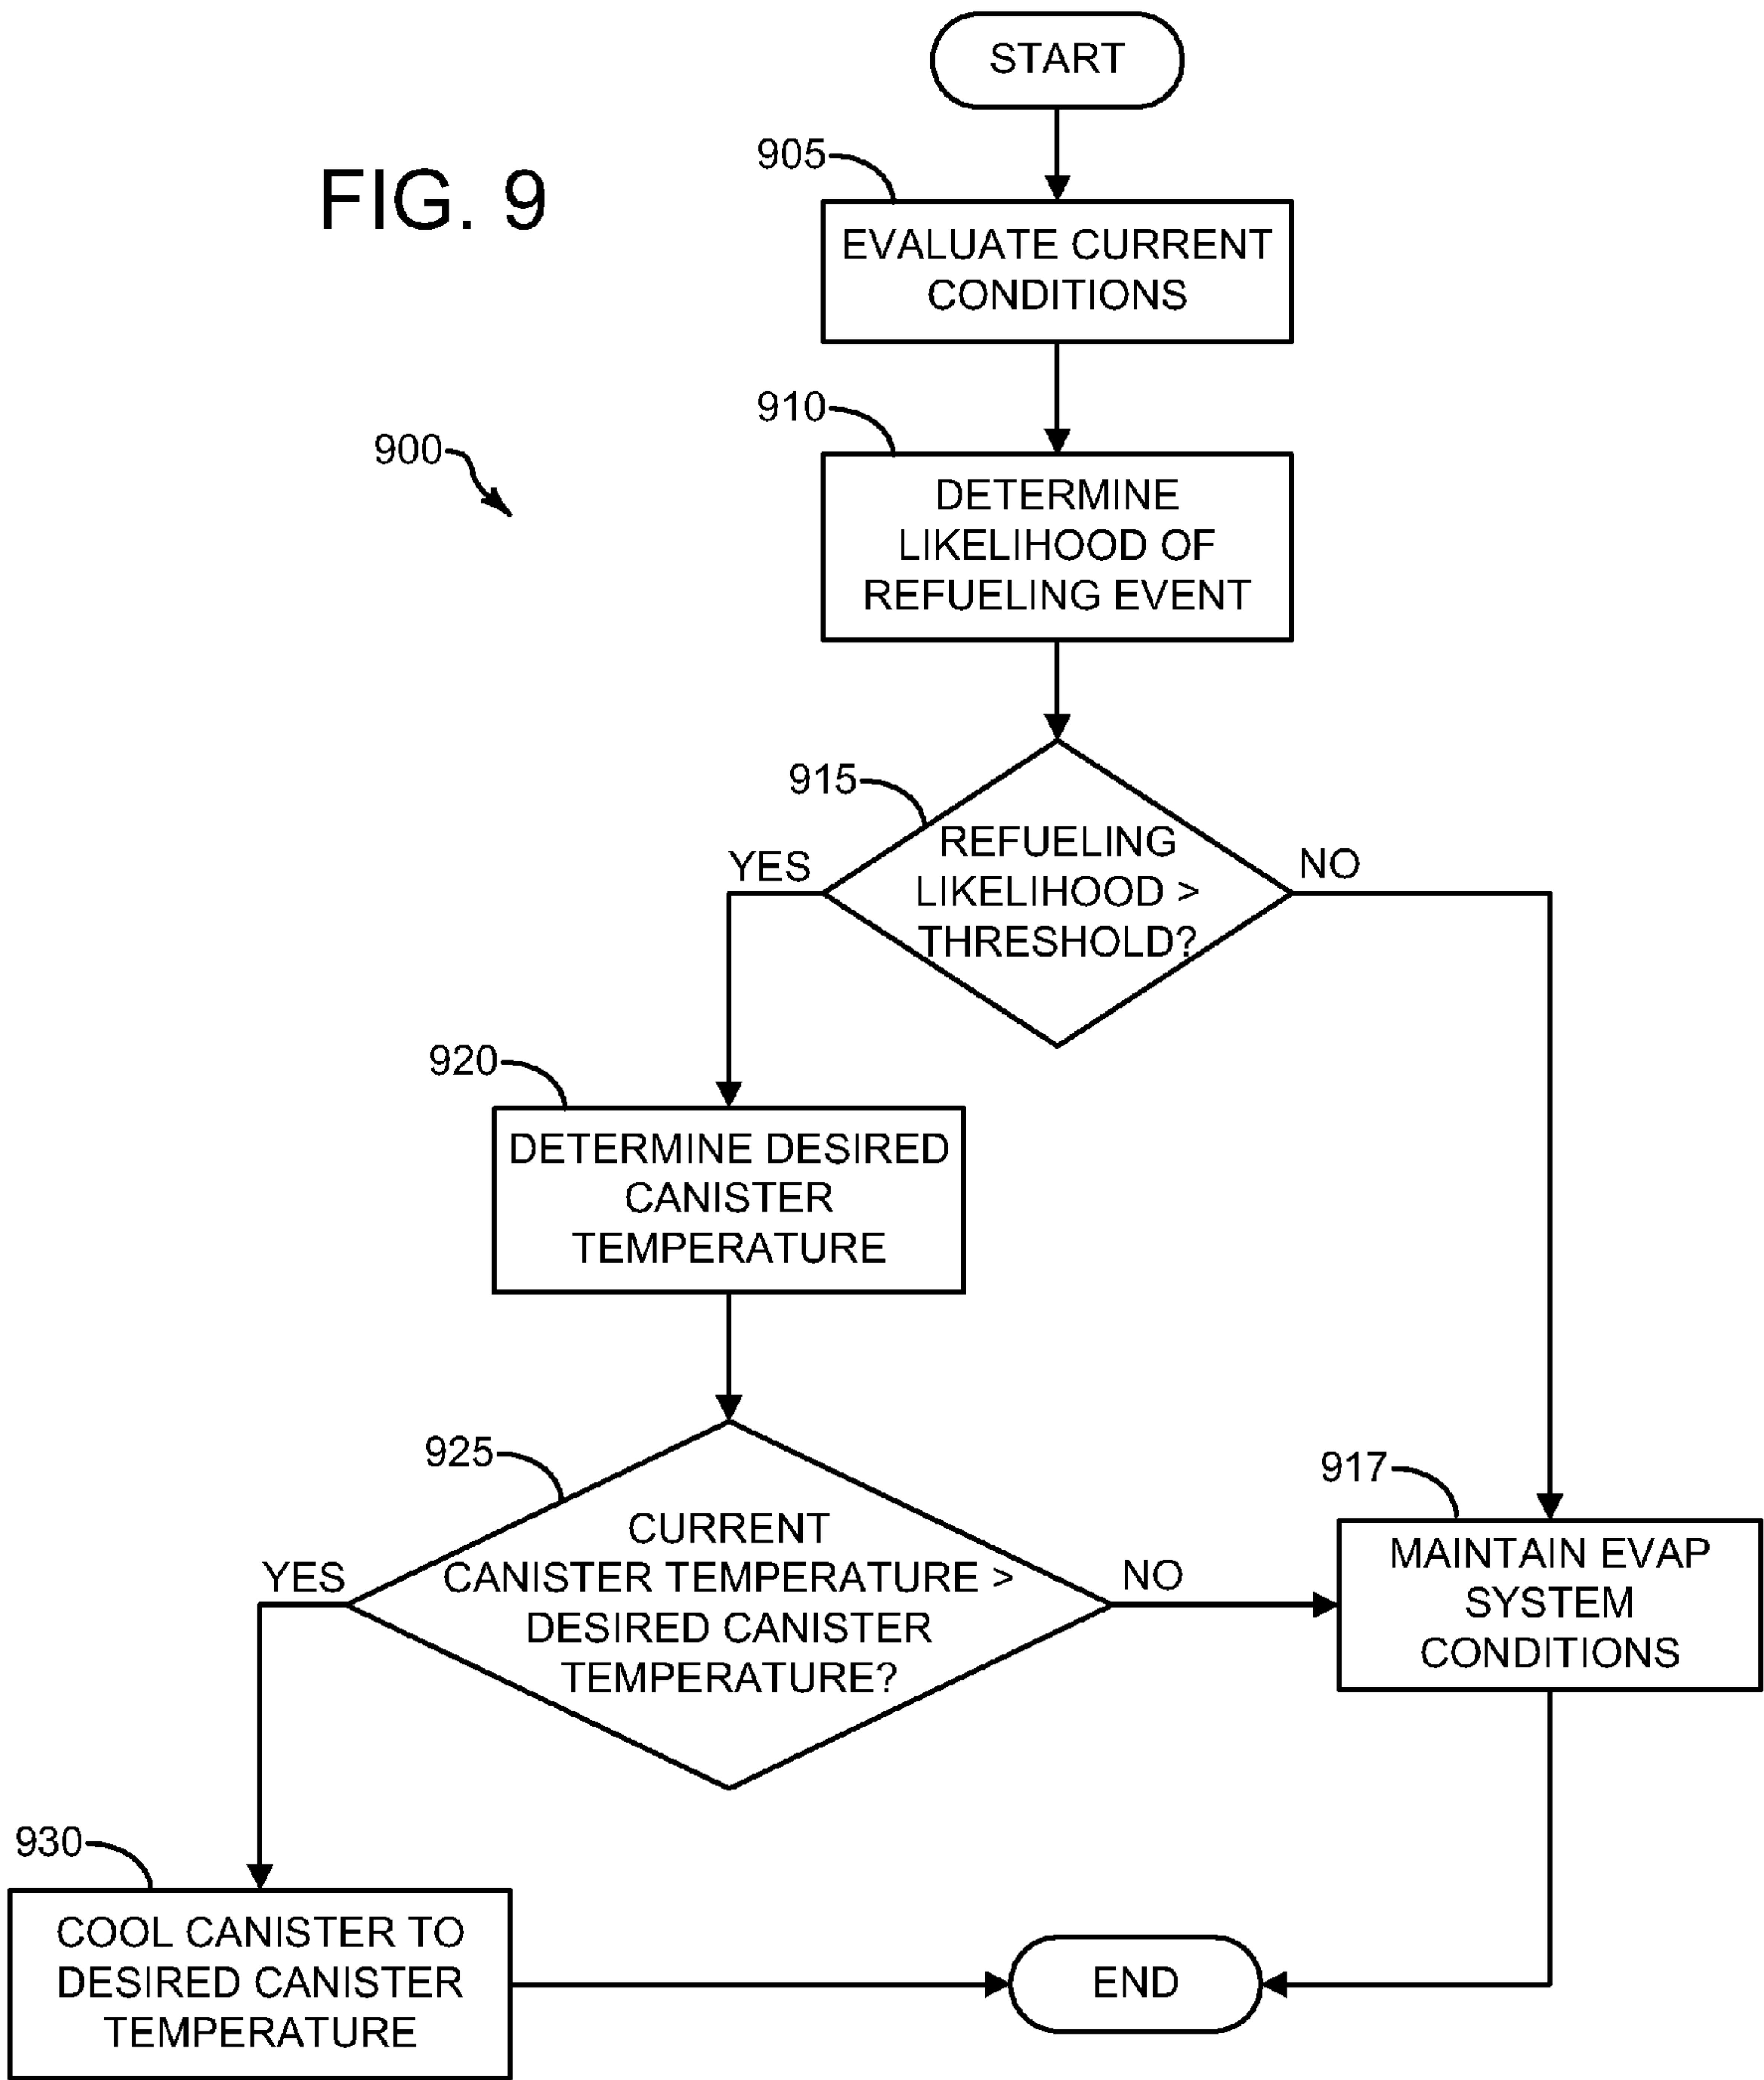 START
FIG. 9
905
EVALUATE CURRENT
CONDITIONS
910
900
DETERMINE
LIKELIHOOD OF
REFUELING EVENT
915
REFUELING
LIKELIHOOD >
THRESHOLD?
YES
NO
920
DETERMINE DESIRED
CANISTER
TEMPERATURE
925
CURRENT
CANISTER TEMPERATURE >
DESIRED CANISTER
TEMPERATURE?
YES
NO
917
MAINTAIN EVAP
SYSTEM
CONDITIONS
930
COOL CANISTER TO
DESIRED CANISTER
TEMPERATURE
END